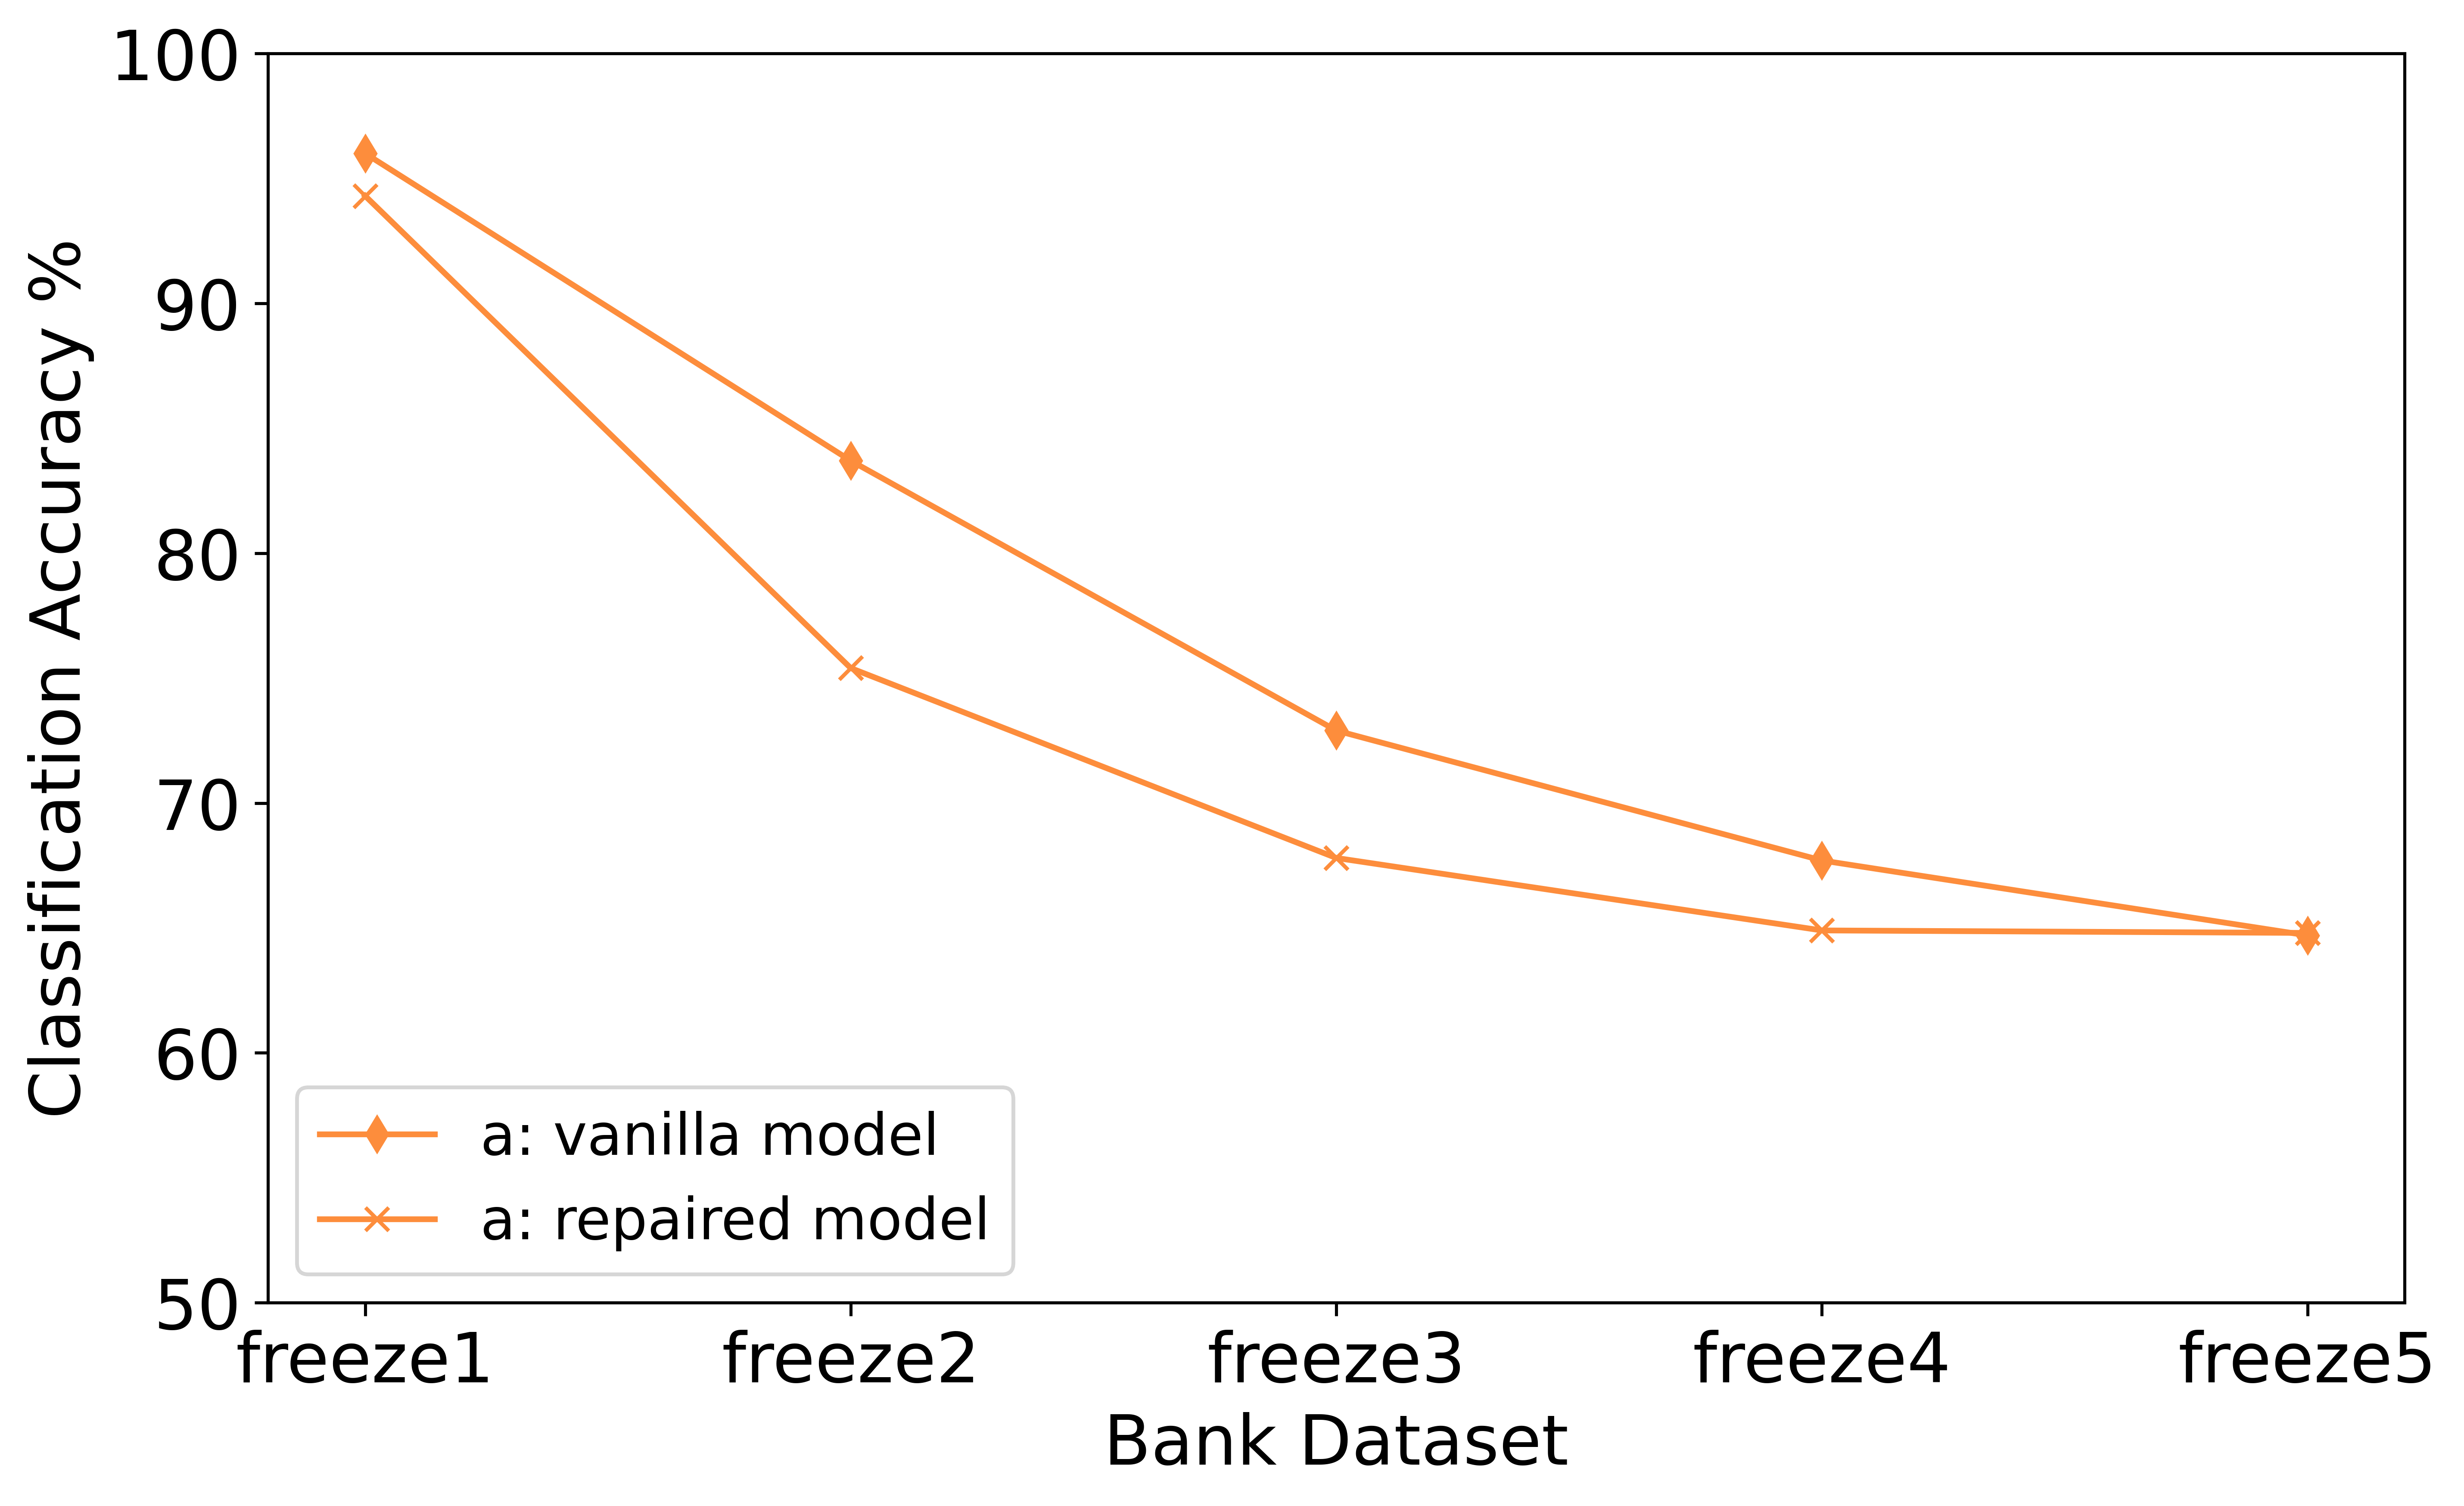 Classification Accuracy %
100
90
80
70
60
50
a: vanilla model
a: repaired model
freeze1 freeze2 freeze3 freeze4 freeze5
Bank Dataset